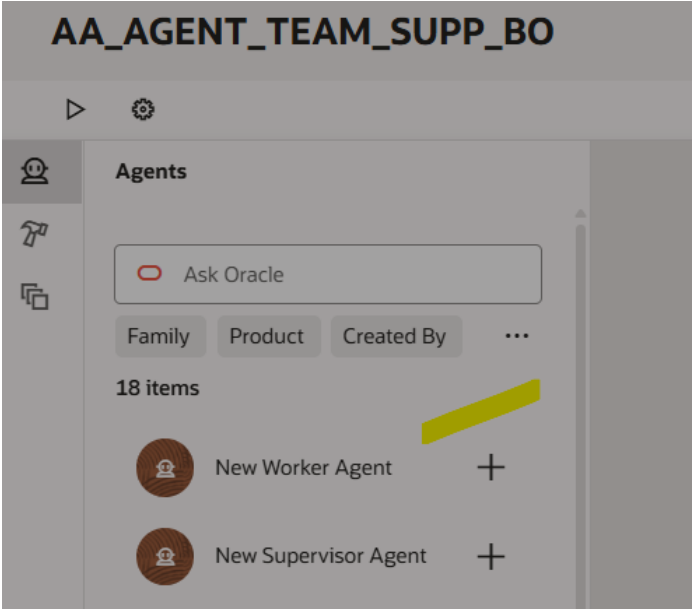 AA_AGENT_TEAM_SUPP_BO
Agents
Ask Oracle
Family Product Created By ...
18 items
New Worker Agent +
New Supervisor Agent +